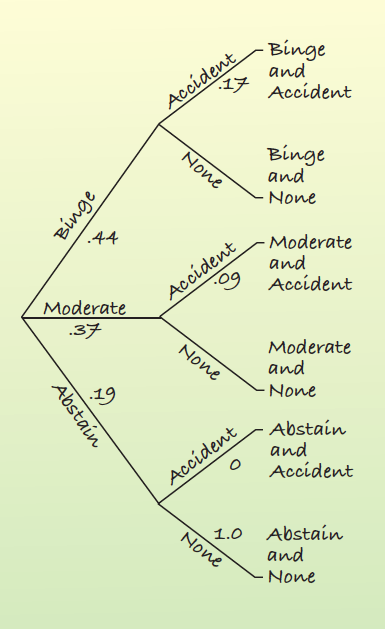 Accident
.17
Binge
and
Accident
None
Binge
and
None
Binge
.44
Accident
.09
Moderate
and
Accident
Moderate
.37
None
Moderate
and
None
Abstain
.19
Accident
0
Abstain
and
Accident
None
1.0
Abstain
and
None